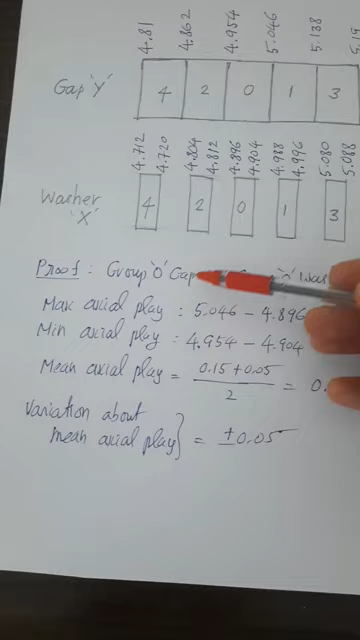 4.81 4.862 4.954 5.046 5.138 5.19
Gap 'Y' 4 2 0 1 3
4.712 4.720 4.804 4.812 4.896 4.904 4.988 4.996 5.080 5.088
Washer 'X' 4 2 0 1 3
Proof : Group 'O' Gap 'O'
Max axial play : 5.046 - 4.896
Min axial play : 4.954 - 4.904
Mean axial play = 0.15 + 0.05 / 2 = 0.
Variation about
mean axial play } = ±0.05